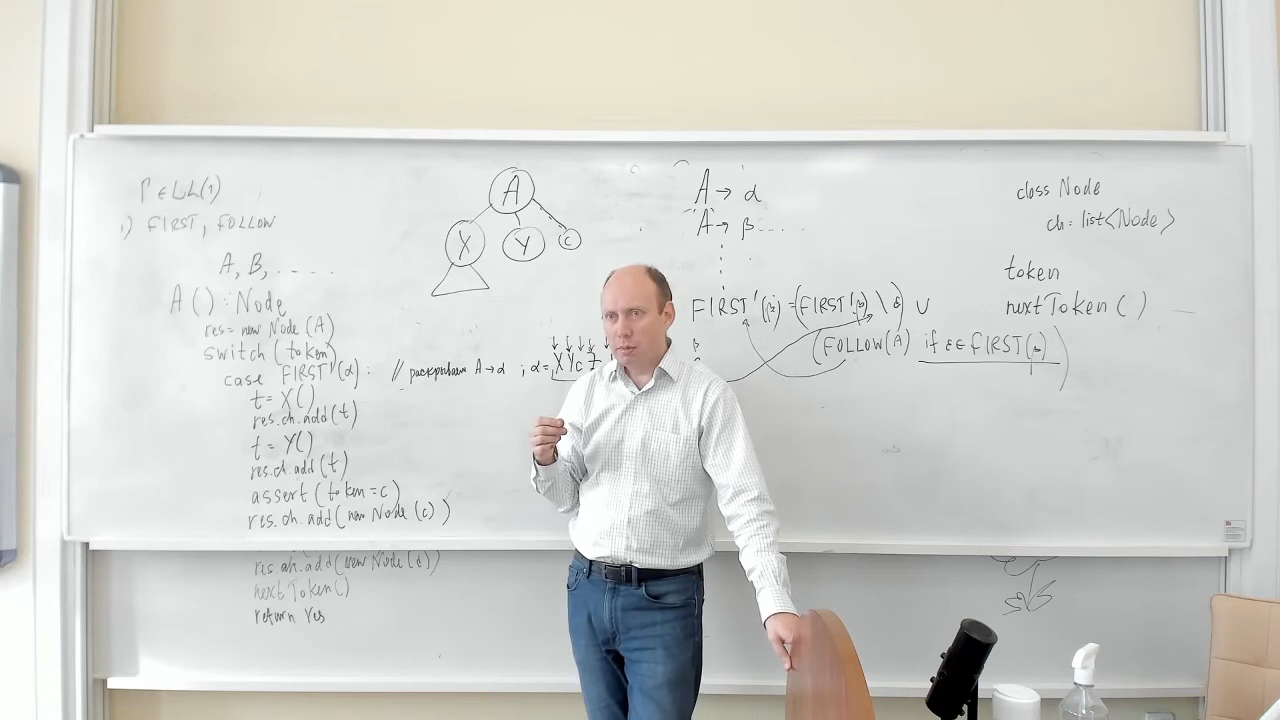 Γ ∈ LL(1)
1) FIRST, FOLLOW
A, B, .....
A() : Node
res = new Node (A)
switch (token)
case FIRST'(α) : // раскрываем A → α ; α = XYc
t = X()
res.ch.add(t)
t = Y()
res.ch.add(t)
assert (token = c)
res.ch.add(new Node (c))
res.ch.add(new Node(d))
nextToken()
return res
A
X Y c
A → α
A → β .....
FIRST' = (FIRST \ ε) ∪
(FOLLOW(A) if ε ∈ FIRST )
class Node
ch : list<Node>
token
nextToken()